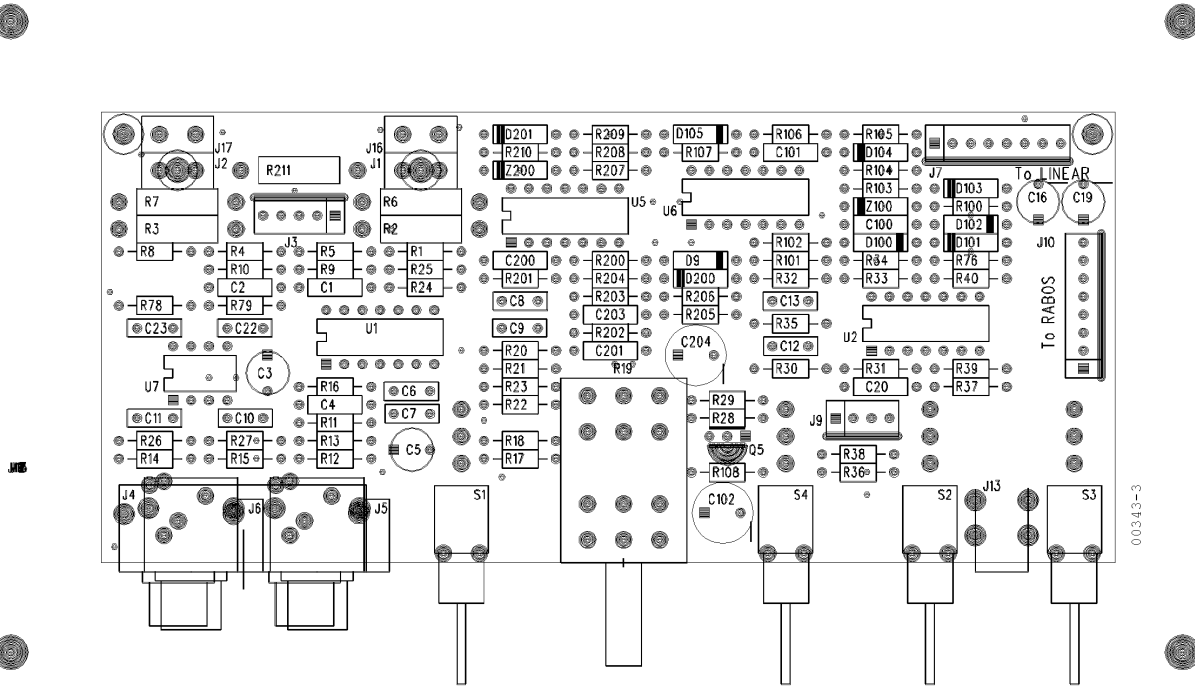 D201 R209 D105 R106 R105
J17 J16 R210 R208 R107 C101 D104
J2 R211 J1 Z200 R207 R104 J7 To LINEAR
R103 D103 C16 C19
R7 R6 U5 U6 Z100 R100
R3 R2 C100 D102
J3 R102 D100 D101 J10
R8 R4 R5 R1 C200 R200 D9 R101 R34 R76
R10 R9 R25 R201 R204 D200 R32 R33 R40
C2 C1 R24 R203 R206
R78 R79 C8 C203 R205 C13 To RABOS
C23 C22 U1 C9 R202 R35 U2
R20 C201 C204 C12
U7 C3 R21 R19 R30 R31 R39
R16 C6 R23 C20 R37
C4 R22 R29
C11 C10 R11 C7 R28 J9
R26 R27 R13 C5 R18 Q5 R38
R14 R15 R12 R17 R108 R36
J4 J6 J5 S1 C102 S4 S2 J13 S3
00343-3